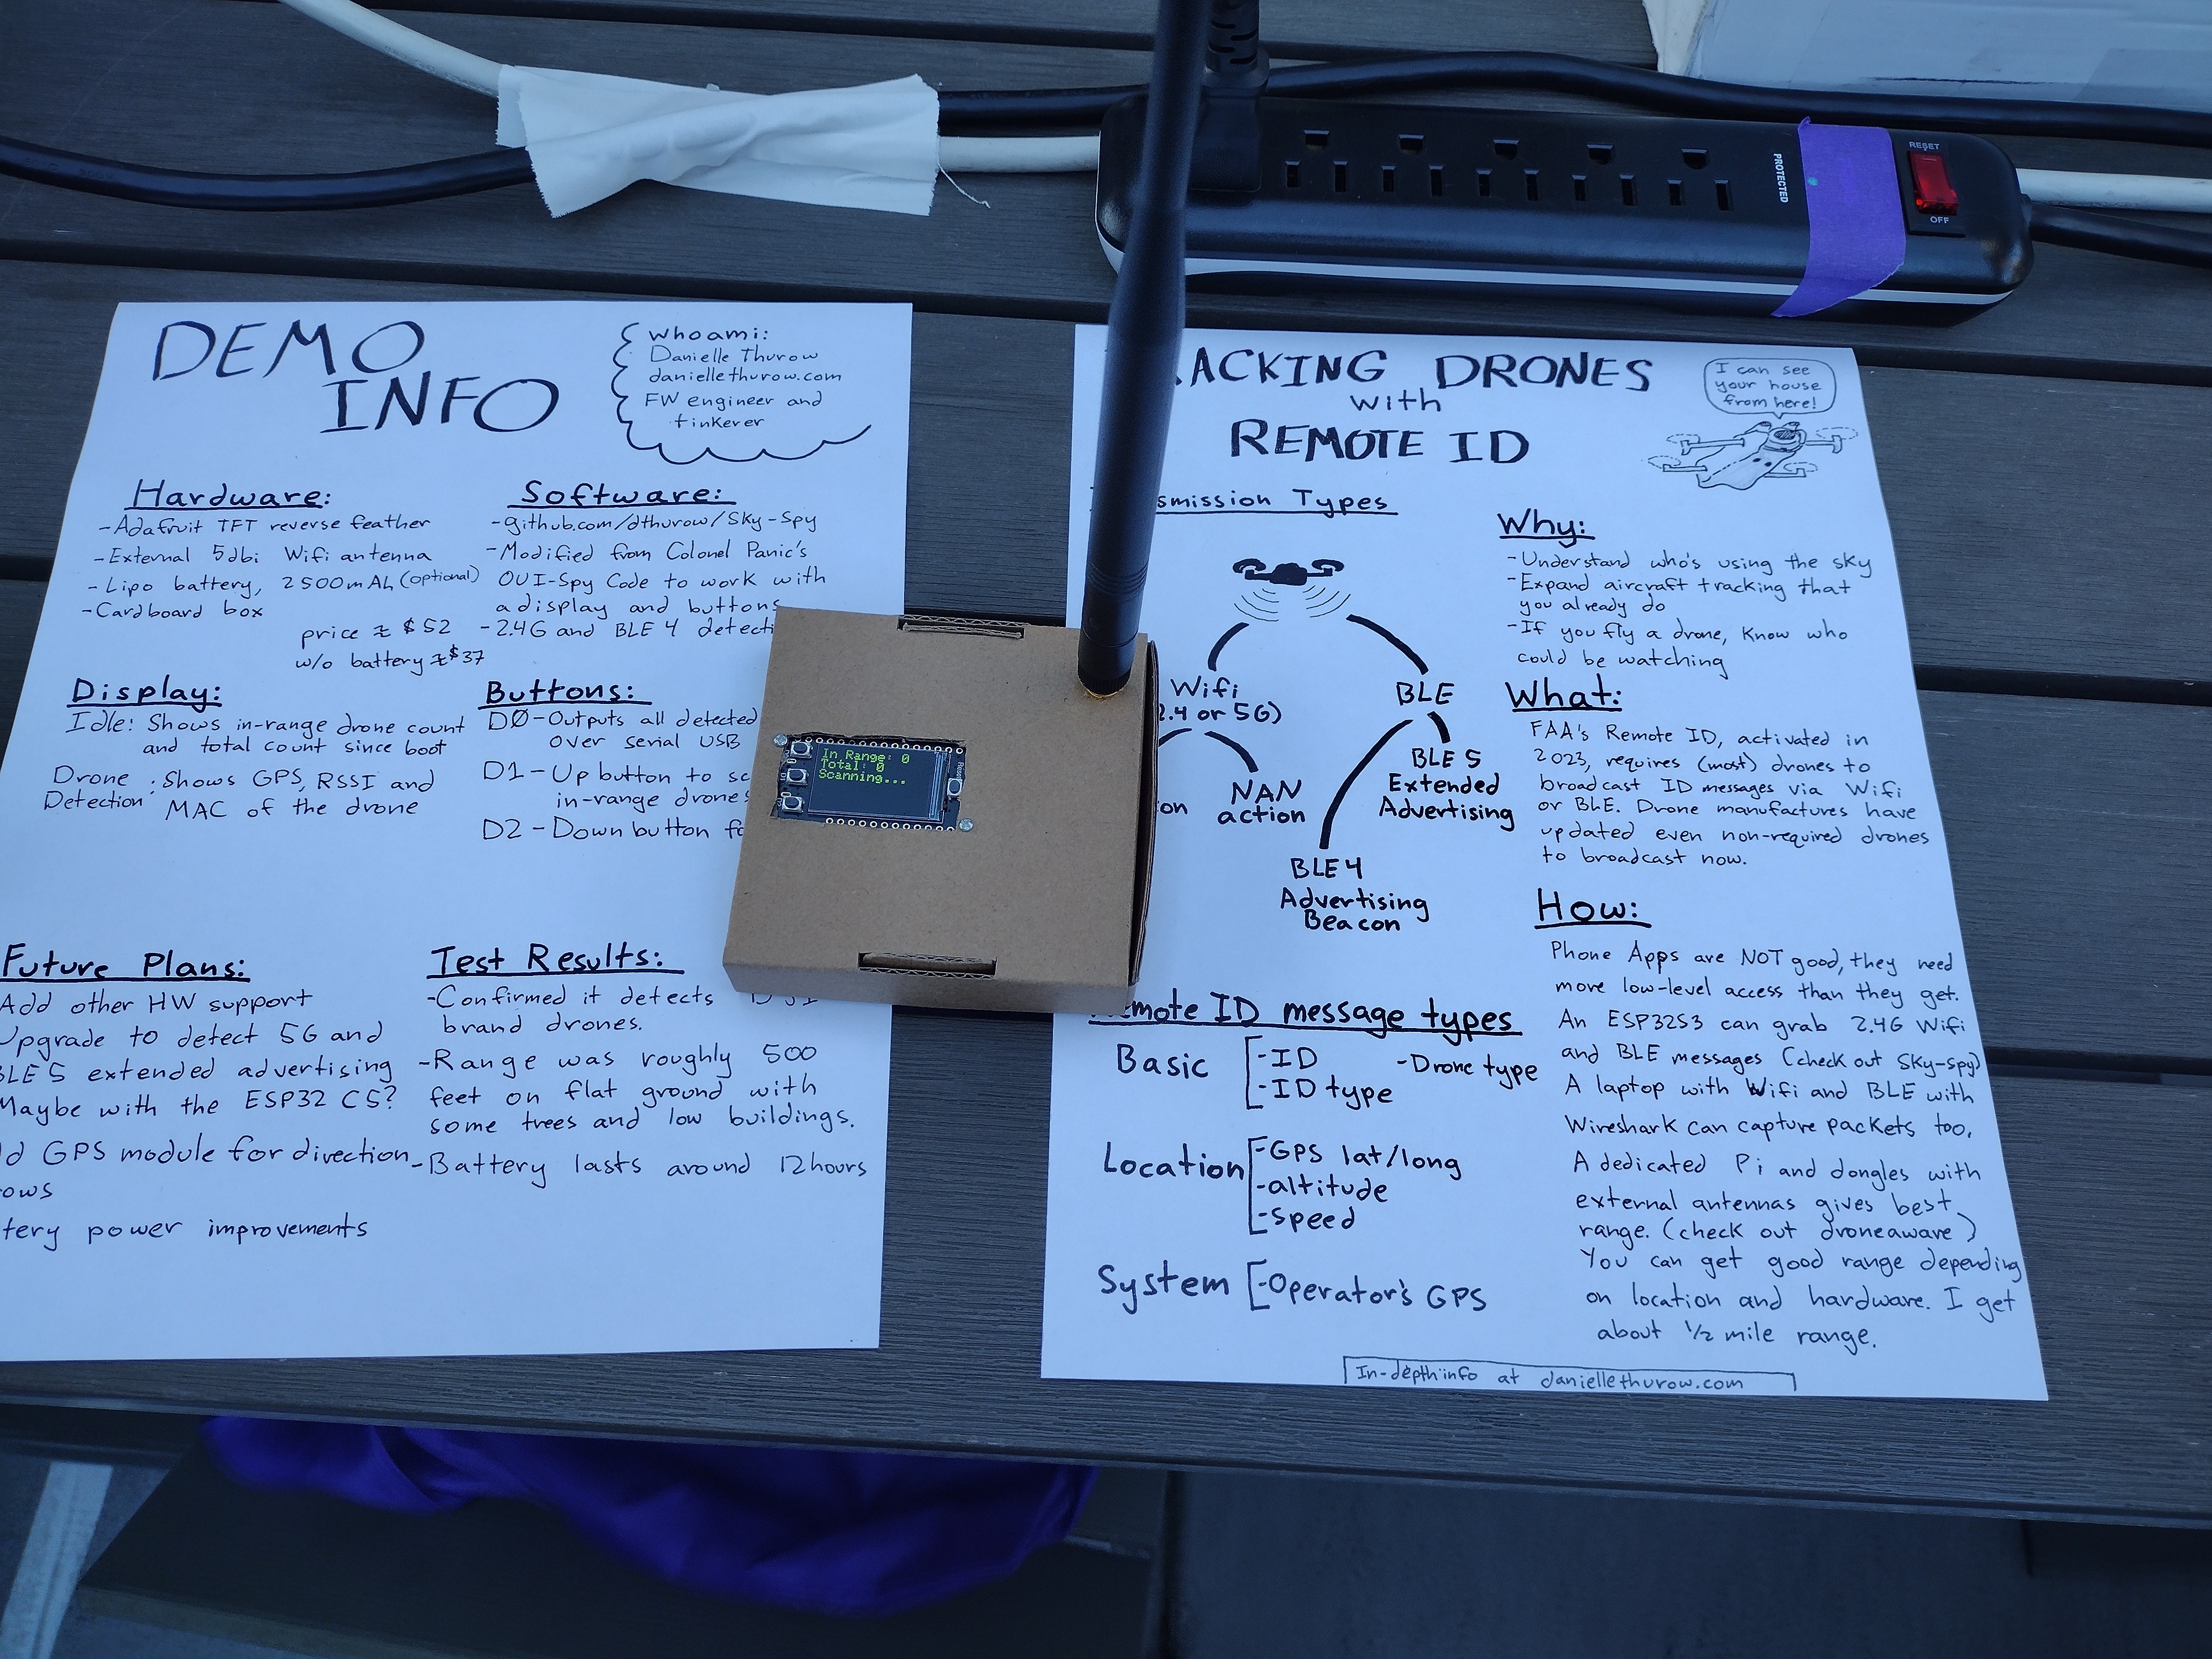 PROTECTED
RESET
OFF
DEMO
INFO
whoami:
Danielle Thurow
daniellethurow.com
FW engineer and
tinkerer
Hardware:
-Adafruit TFT reverse feather
-External 5dbi Wifi antenna
-Lipo battery, 2500mAh (optional)
-Cardboard box
price ≈ $52
w/o battery ≈ $37
Software:
-github.com/dthurow/Sky-Spy
-Modified from Colonel Panic's
OUI-Spy Code to work with
a display and buttons
-2.4G and BLE 4 detecti
Display:
Idle: Shows in-range drone count
and total count since boot
Drone Detection: Shows GPS, RSSI and
MAC of the drone
Buttons:
DØ-Outputs all detected
over serial USB
D1-Up button to sc
in-range drones
D2-Down button fo
Future Plans:
Add other HW support
Upgrade to detect 5G and
BLE5 extended advertising
Maybe with the ESP32 C5?
dd GPS module for direction
ows
tery power improvements
Test Results:
-Confirmed it detects DJI
brand drones.
-Range was roughly 500
feet on flat ground with
some trees and low buildings.
-Battery lasts around 12hours
In Range: 0
Total: 0
Scanning...
Reset
ACKING DRONES
with
REMOTE ID
I can see
your house
from here!
smission Types
Wifi
2.4 or 5G)
on
NAN
action
BLE
BLE 5
Extended
Advertising
BLE 4
Advertising
Beacon
emote ID message types
Basic
-ID
-ID type
-Drone type
Location
-GPS lat/long
-altitude
-speed
System
-Operator's GPS
Why:
-Understand who's using the sky
-Expand aircraft tracking that
you already do
-If you fly a drone, know who
could be watching
What:
FAA's Remote ID, activated in
2023, requires (most) drones to
broadcast ID messages via Wifi
or BLE. Drone manufactures have
updated even non-required drones
to broadcast now.
How:
Phone Apps are NOT good, they need
more low-level access than they get.
An ESP32S3 can grab 2.4G Wifi
and BLE messages (check out Sky-Spy)
A laptop with Wifi and BLE with
Wireshark can capture packets too.
A dedicated Pi and dongles with
external antennas gives best
range. (check out droneaware)
You can get good range depending
on location and hardware. I get
about 1/2 mile range.
In-depth info at daniellethurow.com